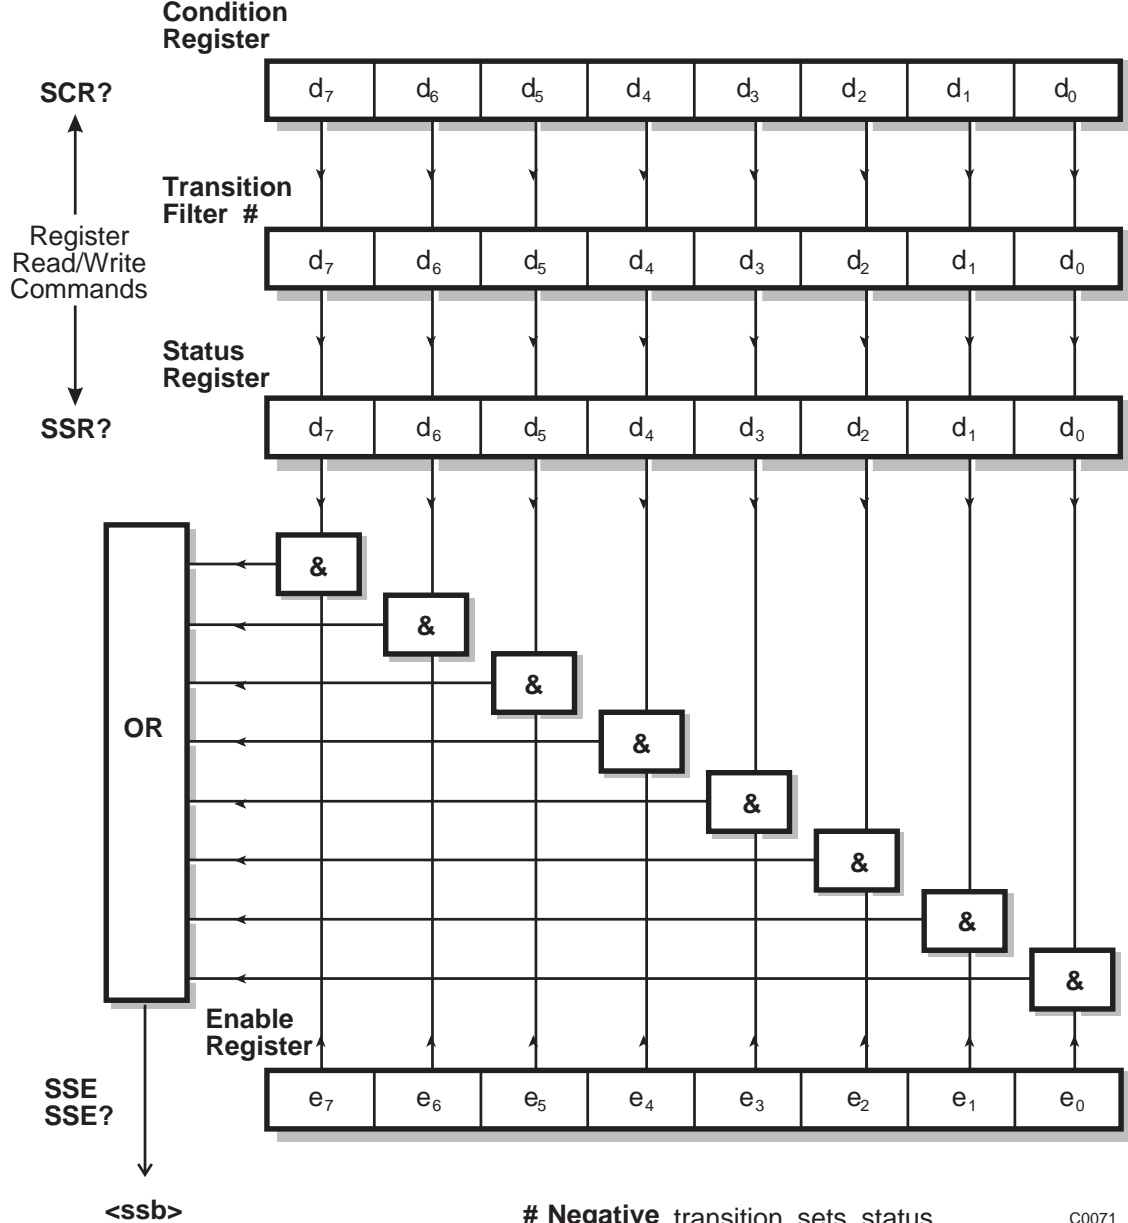 Condition
Register
SCR?
d7 d6 d5 d4 d3 d2 d1 d0
Transition
Filter #
Register
Read/Write
Commands
d7 d6 d5 d4 d3 d2 d1 d0
Status
Register
SSR?
d7 d6 d5 d4 d3 d2 d1 d0
&
&
&
&
&
&
&
&
OR
Enable
Register
SSE
SSE?
e7 e6 e5 e4 e3 e2 e1 e0
<ssb>
# Negative transition sets status
C0071